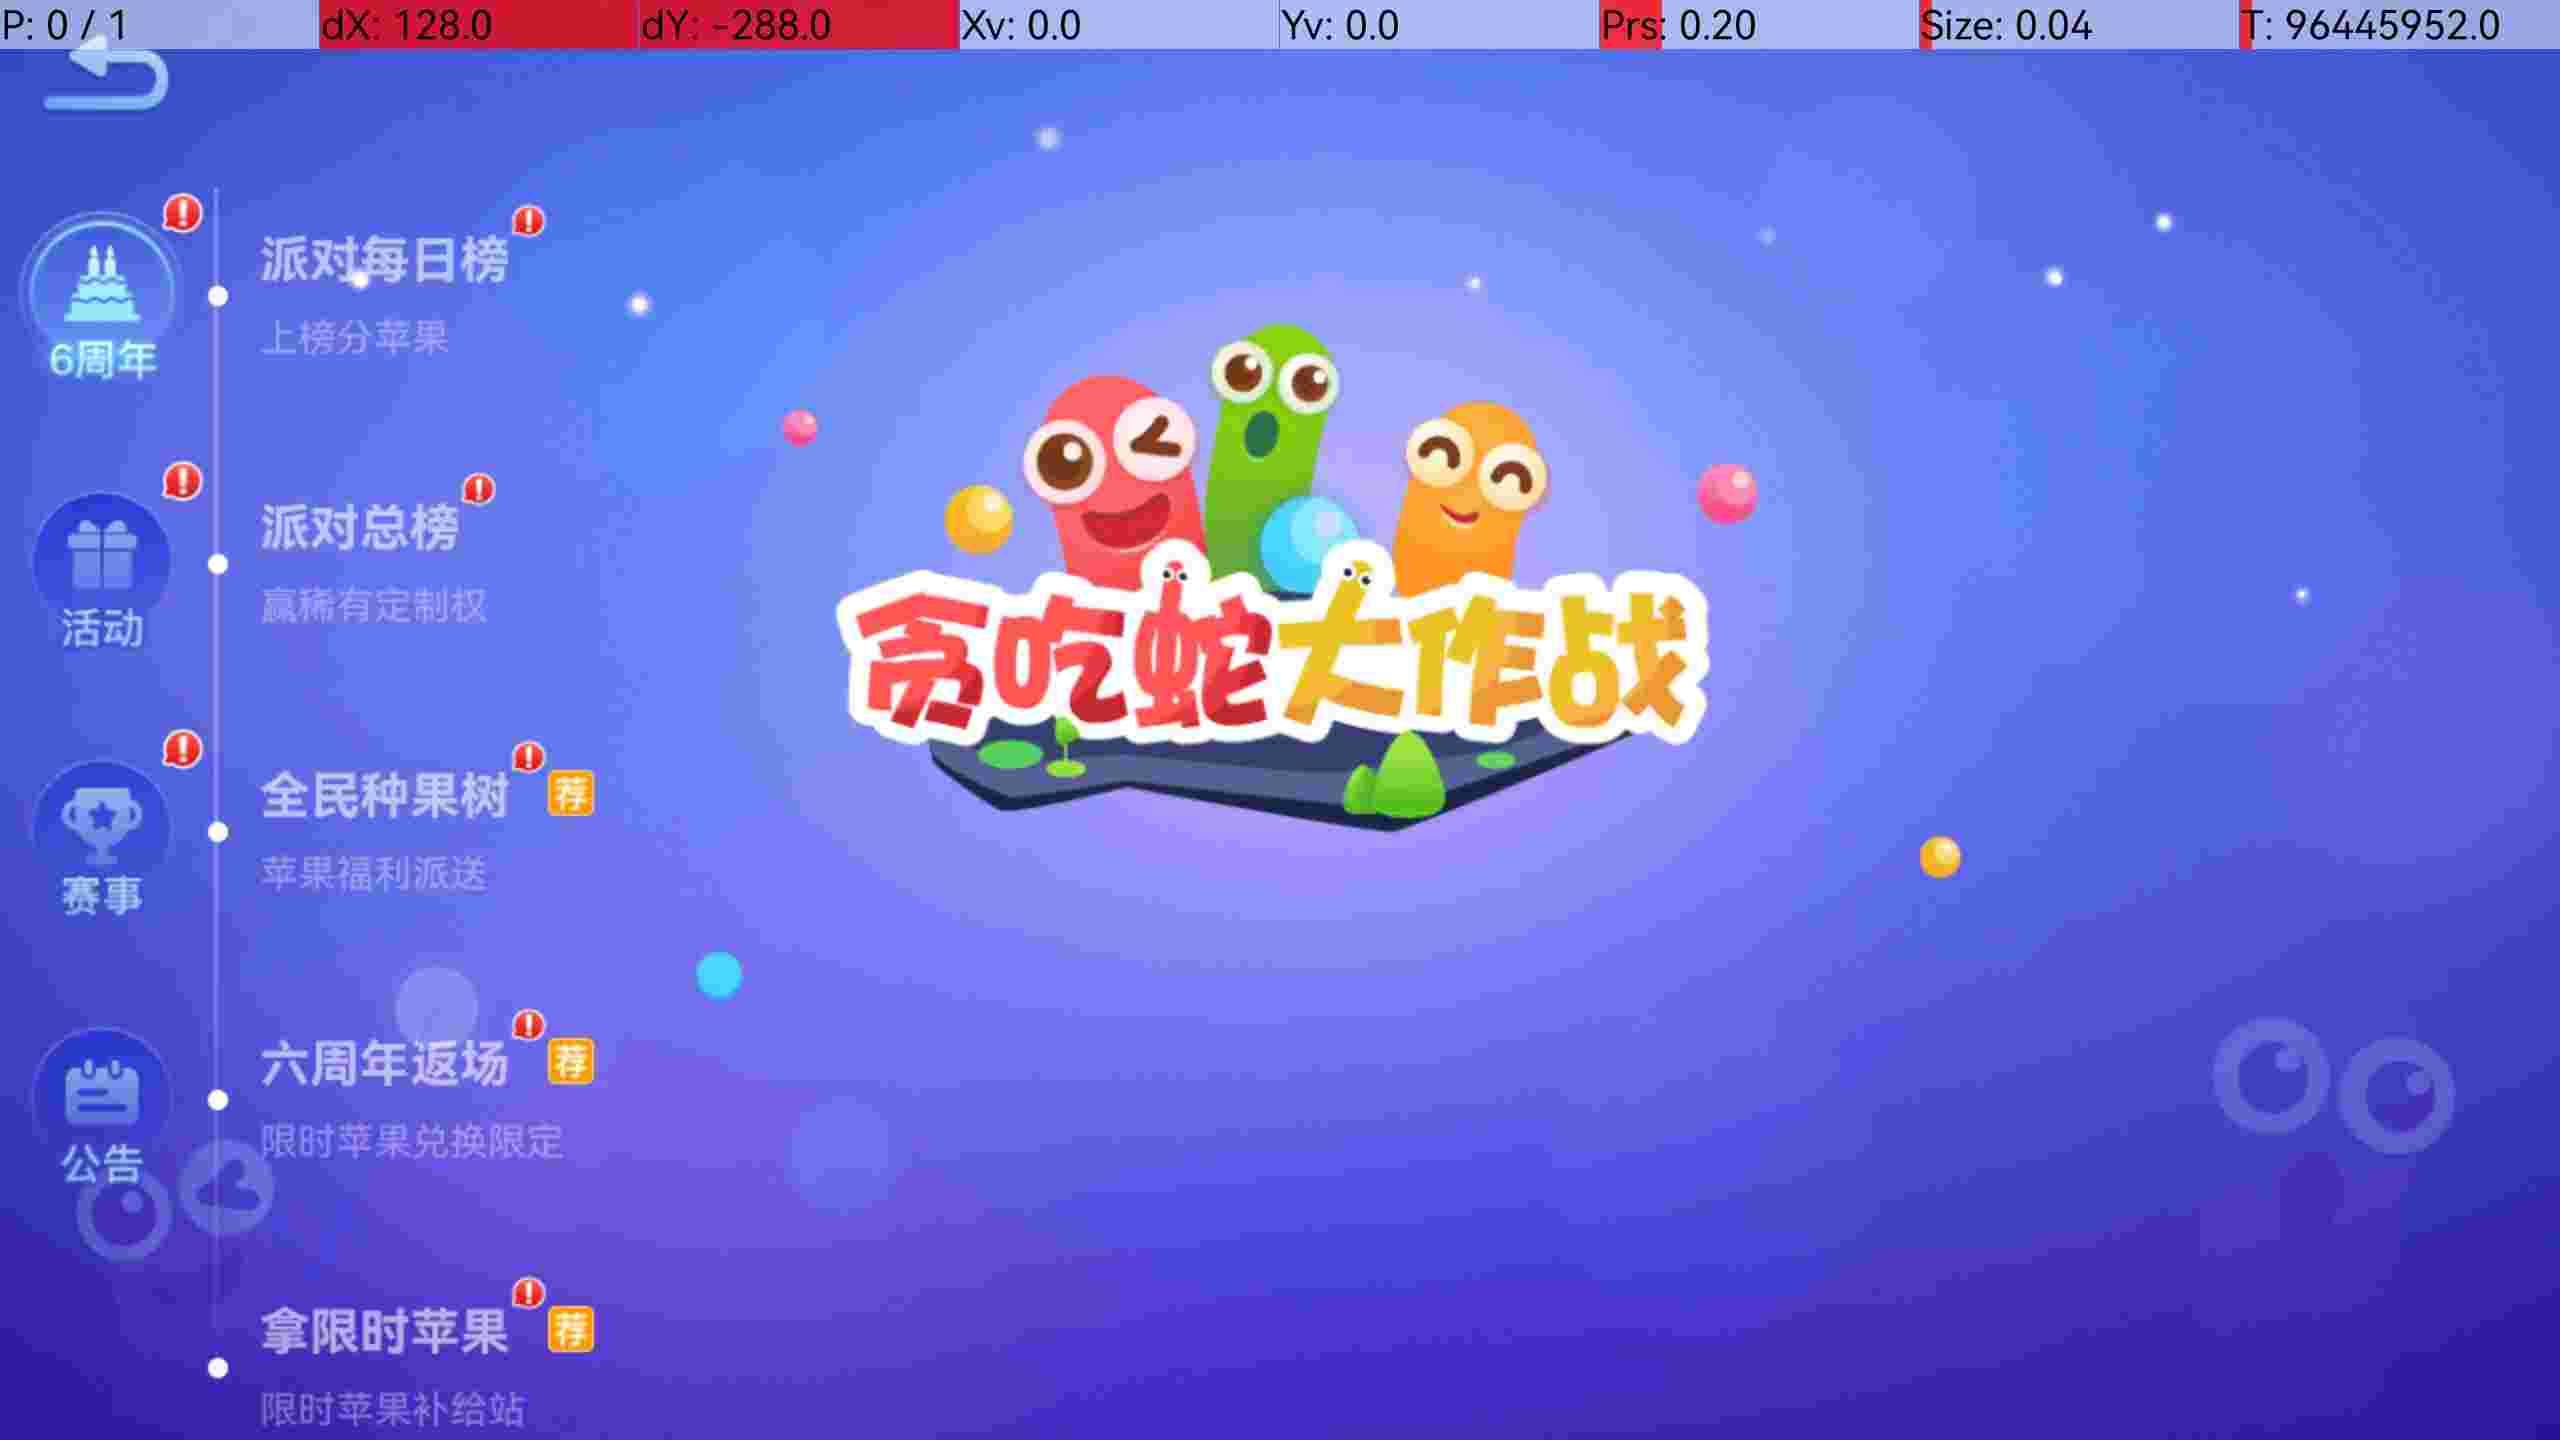 P: 0 / 1 dX: 128.0 dY: -288.0 Xv: 0.0 Yv: 0.0 Prs: 0.20 Size: 0.04 T: 96445952.0
6周年
活动
赛事
公告
派对每日榜
上榜分苹果
派对总榜
赢稀有定制权
全民种果树 荐
苹果福利派送
六周年返场 荐
限时苹果兑换限定
拿限时苹果 荐
限时苹果补给站
贪吃蛇大作战